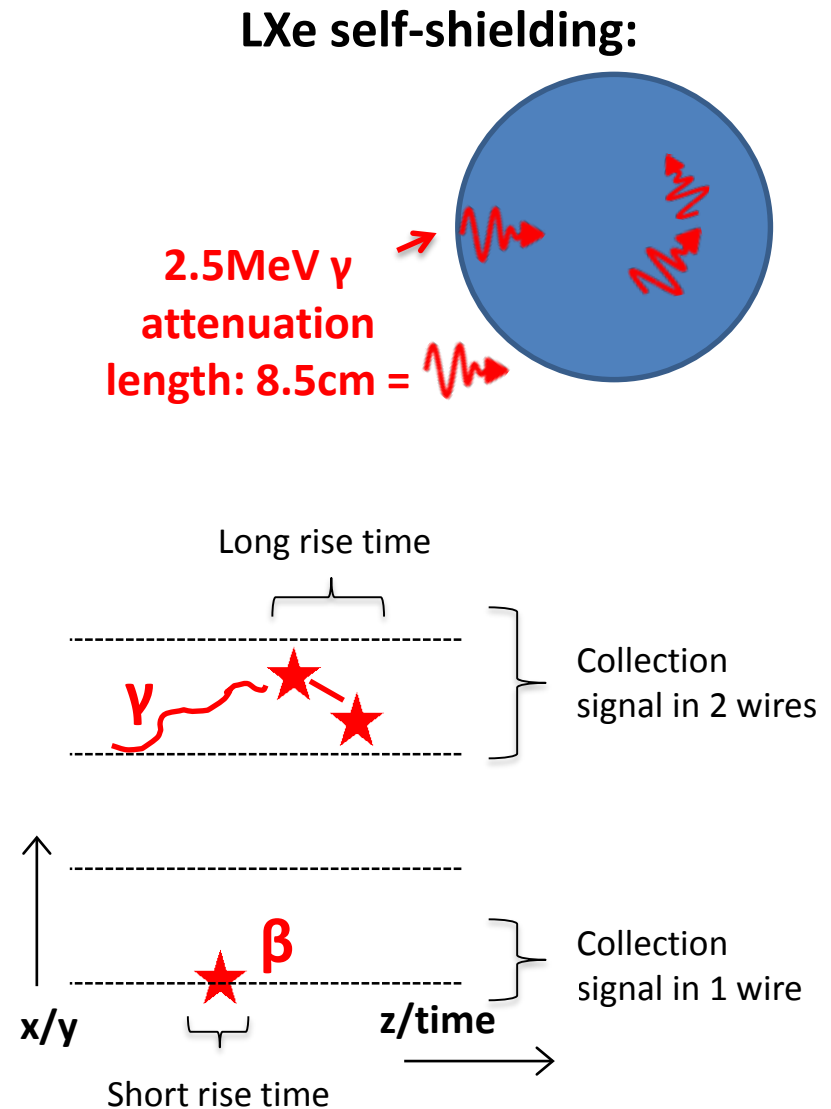 LXe self-shielding:
2.5MeV γ
attenuation
length: 8.5cm =
Long rise time
γ
Collection
signal in 2 wires
β
Collection
signal in 1 wire
x/y
z/time
Short rise time